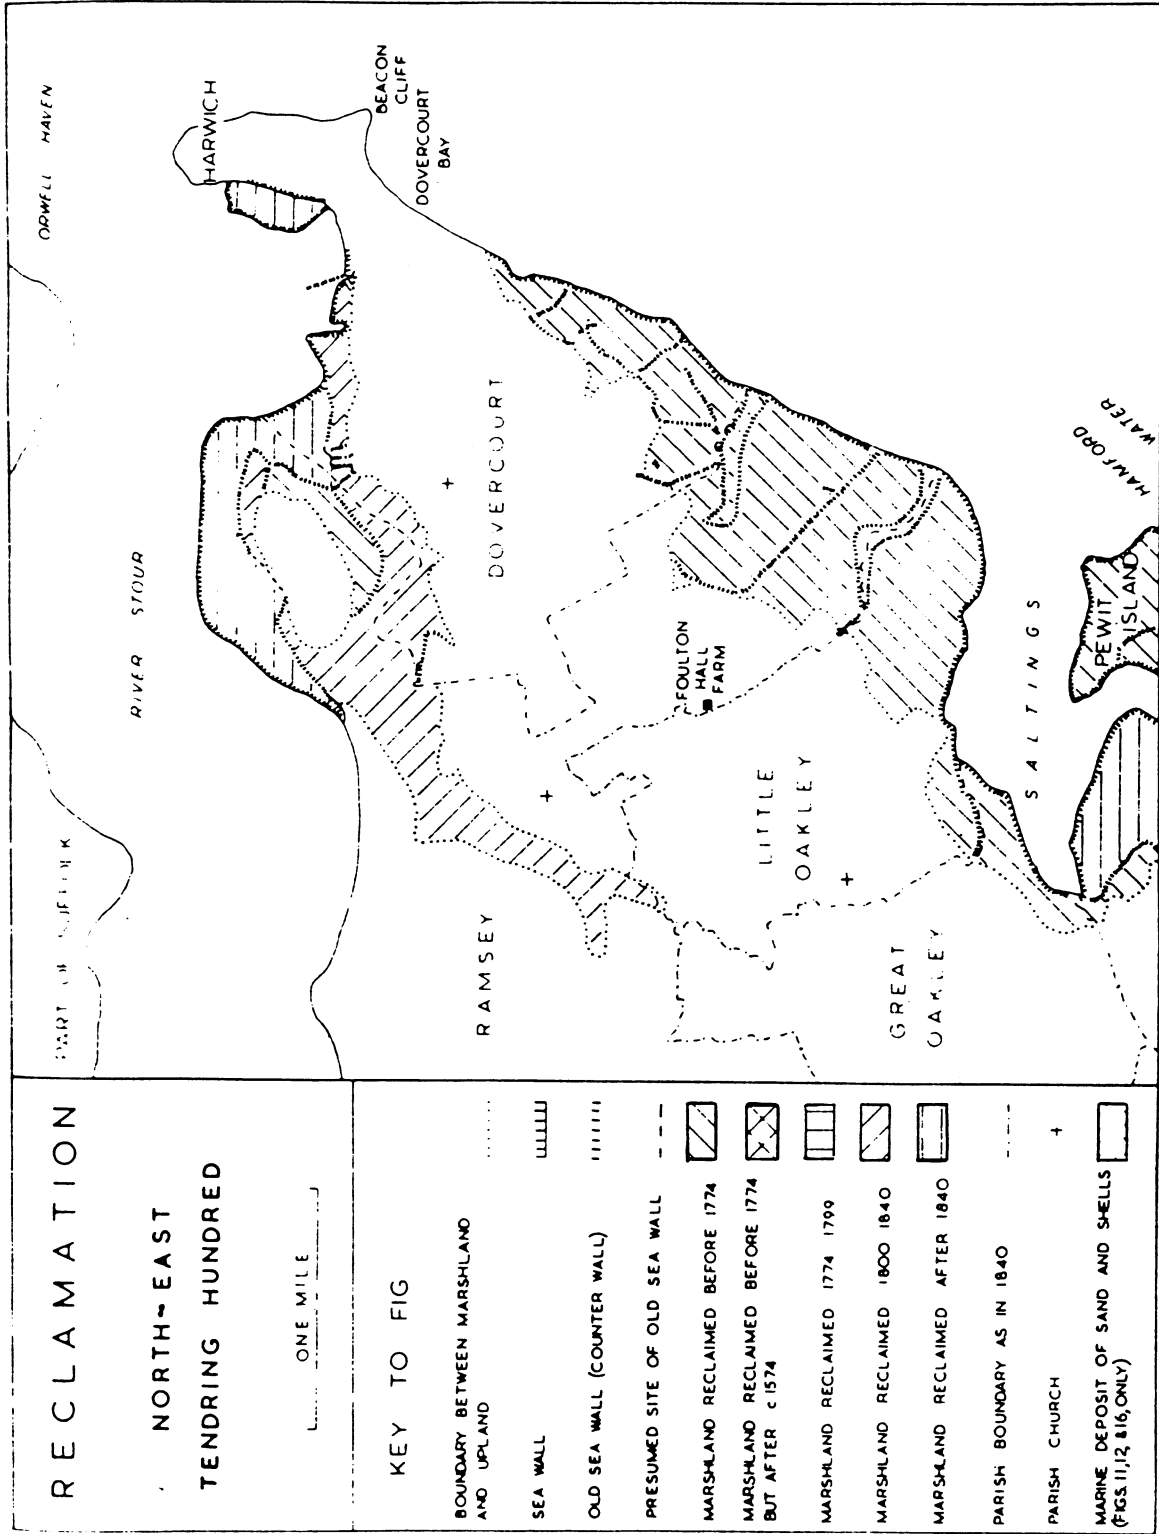 RECLAMATION
NORTH-EAST
TENDRING HUNDRED
ONE MILE
KEY TO FIG
BOUNDARY BETWEEN MARSHLAND
AND UPLAND
SEA WALL
OLD SEA WALL (COUNTER WALL)
PRESUMED SITE OF OLD SEA WALL
MARSHLAND RECLAIMED BEFORE 1774
MARSHLAND RECLAIMED BEFORE 1774
BUT AFTER c 1574
MARSHLAND RECLAIMED 1774 1799
MARSHLAND RECLAIMED 1800 1840
MARSHLAND RECLAIMED AFTER 1840
PARISH BOUNDARY AS IN 1840
PARISH CHURCH
MARINE DEPOSIT OF SAND AND SHELLS
(FIGS. 11, 12, & 16, ONLY)
PART OF SUFFOLK
RIVER STOUR
ORWELL HAVEN
HARWICH
BEACON
CLIFF
DOVERCOURT
BAY
DOVERCOURT
RAMSEY
FOULTON
HALL
FARM
LITTLE
OAKLEY
GREAT
OAKLEY
SALTINGS
PEWIT
ISLAND
HAMFORD
WATER